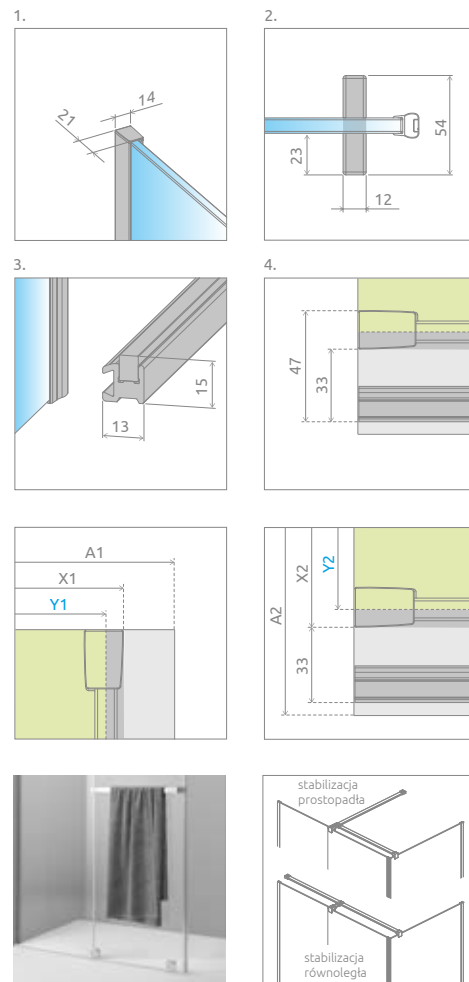 1.
14
21
2.
54
23
12
3.
15
13
4.
47
33
A1
X1
Y1
A2
X2
Y2
33
stabilizacja
prostopadła
stabilizacja
równoległa